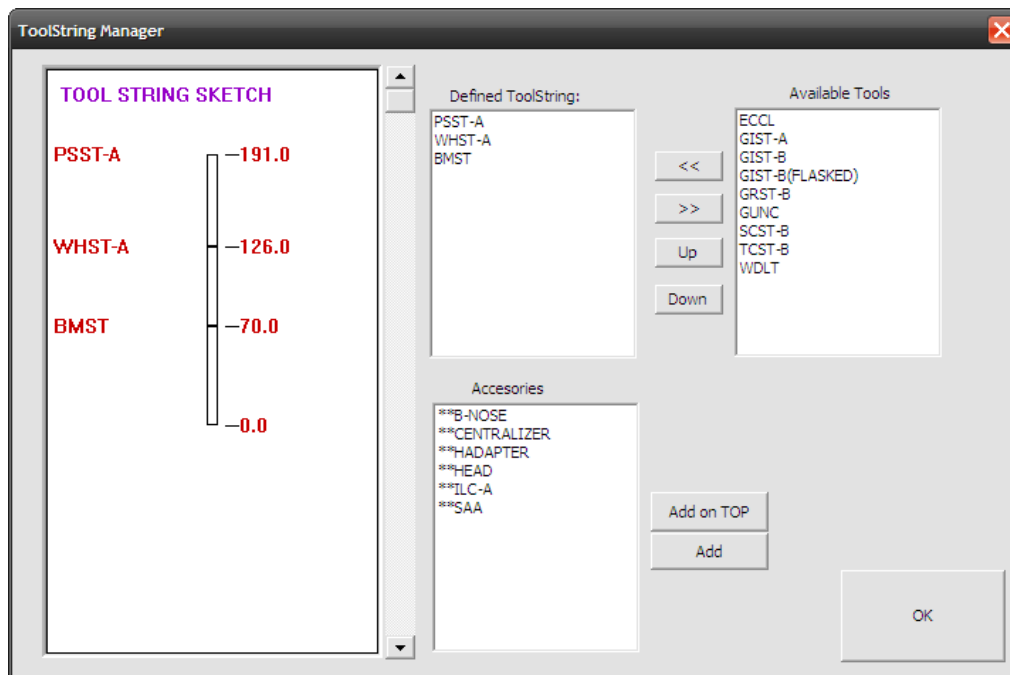 ToolString Manager
TOOL STRING SKETCH
PSST-A
191.0
WHST-A
126.0
BMST
70.0
0.0
Defined ToolString:
PSST-A
WHST-A
BMST
<<
>>
Up
Down
Available Tools
ECCL
GIST-A
GIST-B
GIST-B(FLASKED)
GRST-B
GUNC
SCST-B
TCST-B
WDLT
Accesories
**B-NOSE
**CENTRALIZER
**HADAPTER
**HEAD
**ILC-A
**SAA
Add on TOP
Add
OK